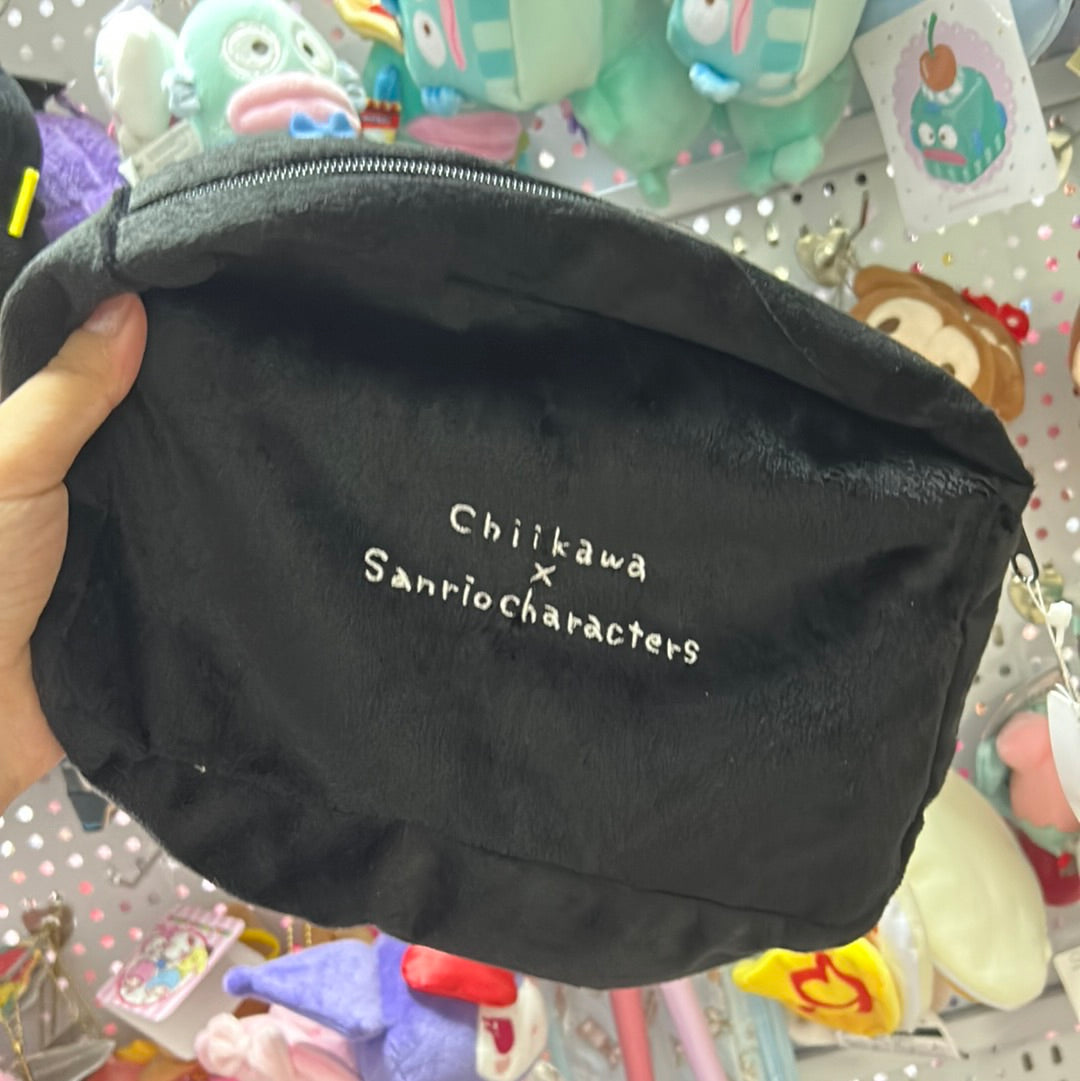 Chiikawa
×
Sanriocharacters